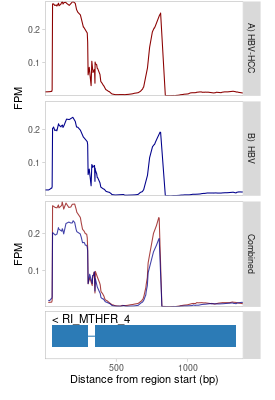 0.2
0.1
A) HBV-HCC
FPM
0.2
0.1
B) HBV
0.2
0.1
FPM
Combined
< RI_MTHFR_4
500
1000
Distance from region start (bp)